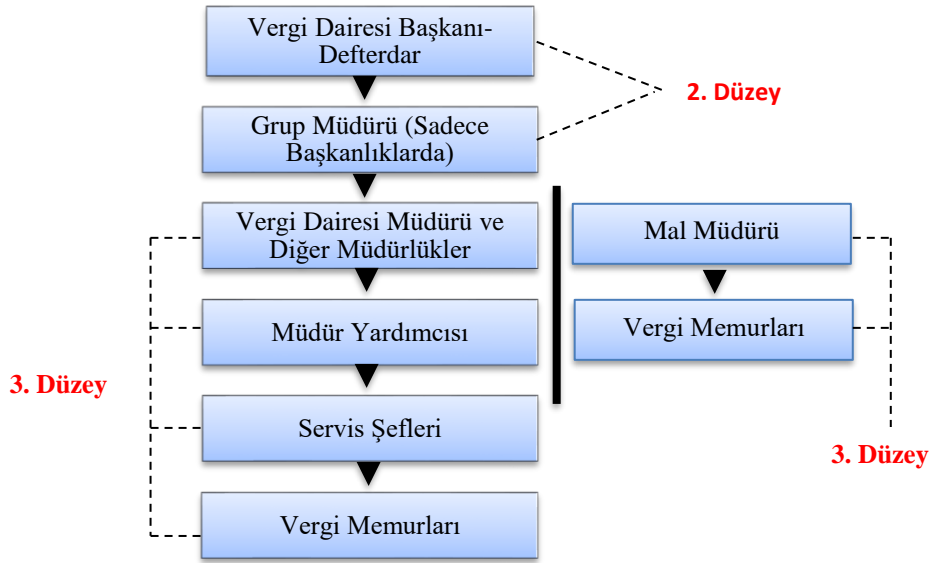 Vergi Dairesi Başkanı-
Defterdar
2. Düzey
Grup Müdürü (Sadece
Başkanlıklarda)
Vergi Dairesi Müdürü ve
Diğer Müdürlükler
Mal Müdürü
Müdür Yardımcısı
Vergi Memurları
3. Düzey
Servis Şefleri
3. Düzey
Vergi Memurları